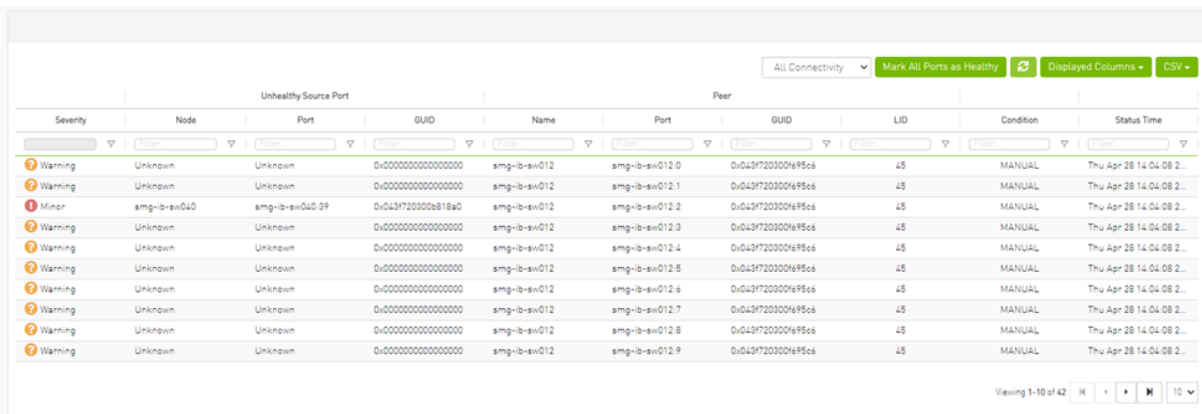 All Connectivity Mark All Ports as Healthy Displayed Columns CSV
Unhealthy Source Port Peer
Severity Node Port GUID Name Port GUID LID Condition Status Time
Filter... Filter... Filter... Filter... Filter... Filter... Filter... Filter... Filter...
Warning Unknown Unknown 0x0000000000000000 smg-ib-sw012 smg-ib-sw012:0 0x043f720300f695c6 45 MANUAL Thu Apr 28 14:04:08 2...
Warning Unknown Unknown 0x0000000000000000 smg-ib-sw012 smg-ib-sw012:1 0x043f720300f695c6 45 MANUAL Thu Apr 28 14:04:08 2...
Minor smg-ib-sw040 smg-ib-sw040:39 0x043f720300b818a0 smg-ib-sw012 smg-ib-sw012:2 0x043f720300f695c6 45 MANUAL Thu Apr 28 14:04:08 2...
Warning Unknown Unknown 0x0000000000000000 smg-ib-sw012 smg-ib-sw012:3 0x043f720300f695c6 45 MANUAL Thu Apr 28 14:04:08 2...
Warning Unknown Unknown 0x0000000000000000 smg-ib-sw012 smg-ib-sw012:4 0x043f720300f695c6 45 MANUAL Thu Apr 28 14:04:08 2...
Warning Unknown Unknown 0x0000000000000000 smg-ib-sw012 smg-ib-sw012:5 0x043f720300f695c6 45 MANUAL Thu Apr 28 14:04:08 2...
Warning Unknown Unknown 0x0000000000000000 smg-ib-sw012 smg-ib-sw012:6 0x043f720300f695c6 45 MANUAL Thu Apr 28 14:04:08 2...
Warning Unknown Unknown 0x0000000000000000 smg-ib-sw012 smg-ib-sw012:7 0x043f720300f695c6 45 MANUAL Thu Apr 28 14:04:08 2...
Warning Unknown Unknown 0x0000000000000000 smg-ib-sw012 smg-ib-sw012:8 0x043f720300f695c6 45 MANUAL Thu Apr 28 14:04:08 2...
Warning Unknown Unknown 0x0000000000000000 smg-ib-sw012 smg-ib-sw012:9 0x043f720300f695c6 45 MANUAL Thu Apr 28 14:04:08 2...
Viewing 1-10 of 42 10